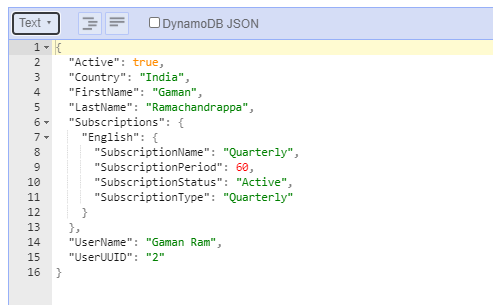 Text DynamoDB JSON
1 {
2 "Active": true,
3 "Country": "India",
4 "FirstName": "Gaman",
5 "LastName": "Ramachandrappa",
6 "Subscriptions": {
7 "English": {
8 "SubscriptionName": "Quarterly",
9 "SubscriptionPeriod": 60,
10 "SubscriptionStatus": "Active",
11 "SubscriptionType": "Quarterly"
12 }
13 },
14 "UserName": "Gaman Ram",
15 "UserUUID": "2"
16 }